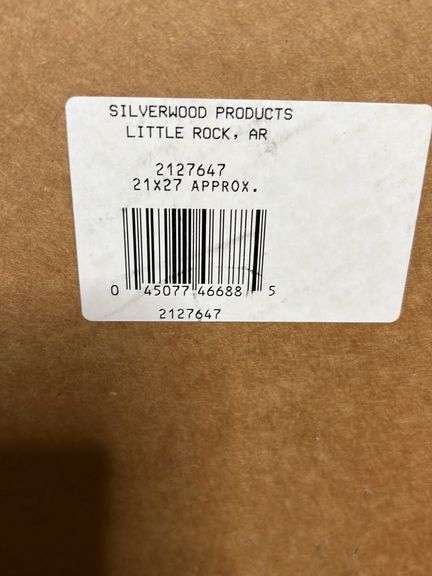 SILVERWOOD PRODUCTS
LITTLE ROCK, AR
2127647
21X27 APPROX.
0 45077 46688 5
2127647